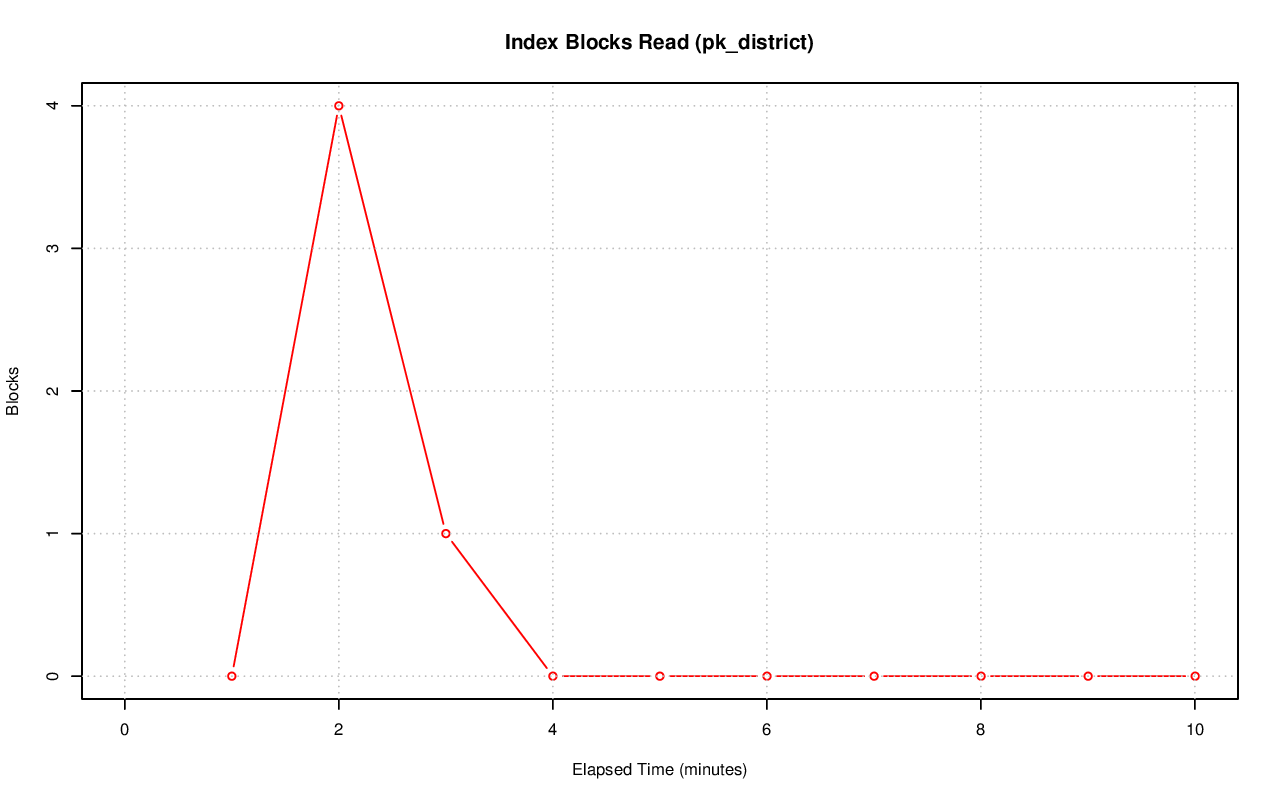 Index Blocks Read (pk_district)
4
3
2
1
0
Blocks
0 2 4 6 8 10
Elapsed Time (minutes)